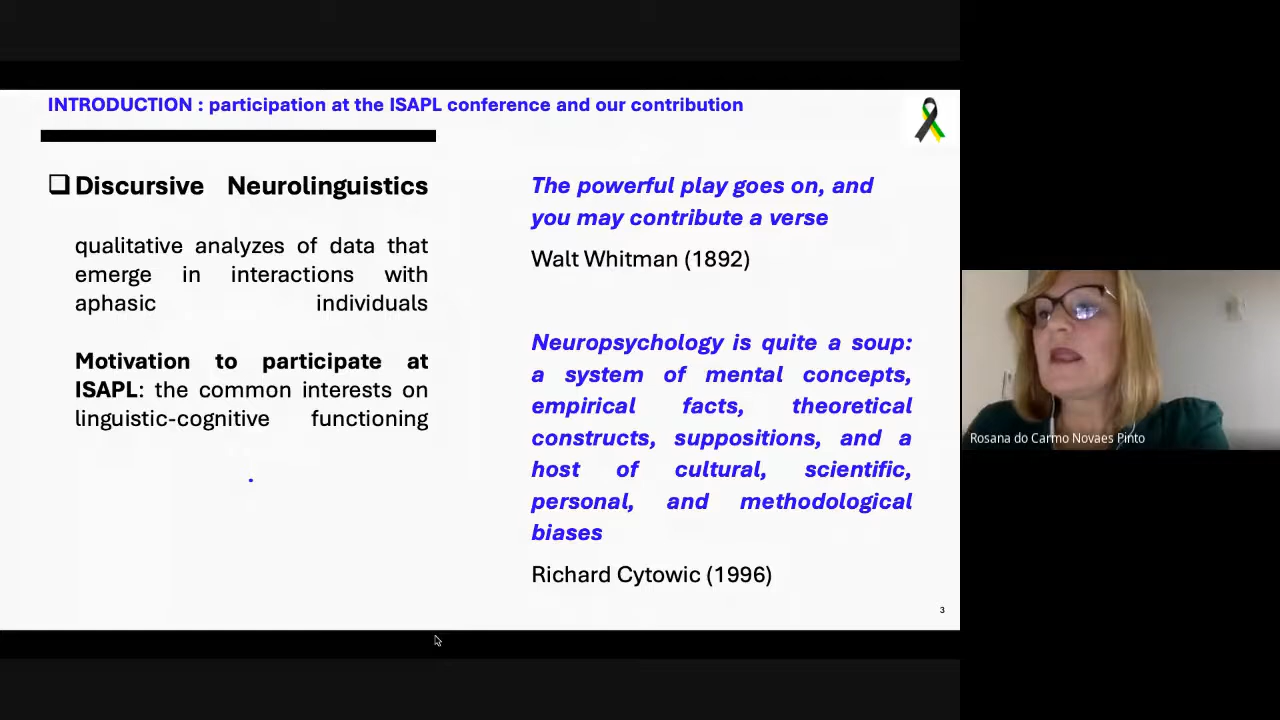 INTRODUCTION : participation at the ISAPL conference and our contribution
Discursive Neurolinguistics
qualitative analyzes of data that
emerge in interactions with
aphasic individuals
Motivation to participate at
ISAPL: the common interests on
linguistic-cognitive functioning
.
The powerful play goes on, and
you may contribute a verse
Walt Whitman (1892)
Neuropsychology is quite a soup:
a system of mental concepts,
empirical facts, theoretical
constructs, suppositions, and a
host of cultural, scientific,
personal, and methodological
biases
Richard Cytowic (1996)
3
Rosana do Carmo Novaes Pinto